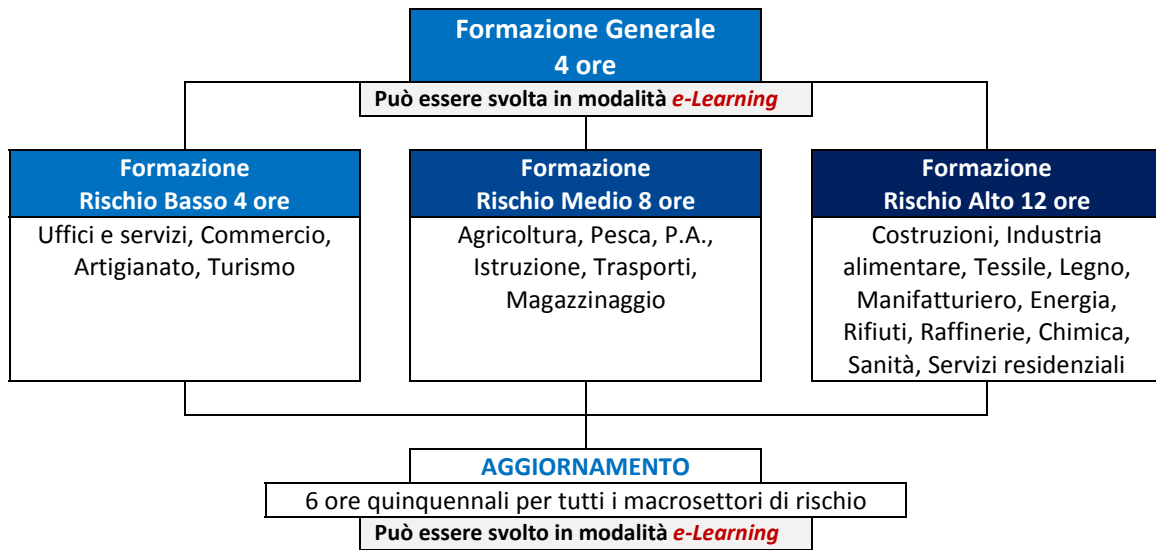 Formazione Generale
4 ore
Può essere svolta in modalità e-Learning
Formazione
Rischio Basso 4 ore
Uffici e servizi, Commercio,
Artigianato, Turismo
Formazione
Rischio Medio 8 ore
Agricoltura, Pesca, P.A.,
Istruzione, Trasporti,
Magazzinaggio
Formazione
Rischio Alto 12 ore
Costruzioni, Industria
alimentare, Tessile, Legno,
Manifatturiero, Energia,
Rifiuti, Raffinerie, Chimica,
Sanità, Servizi residenziali
AGGIORNAMENTO
6 ore quinquennali per tutti i macrosettori di rischio
Può essere svolto in modalità e-Learning